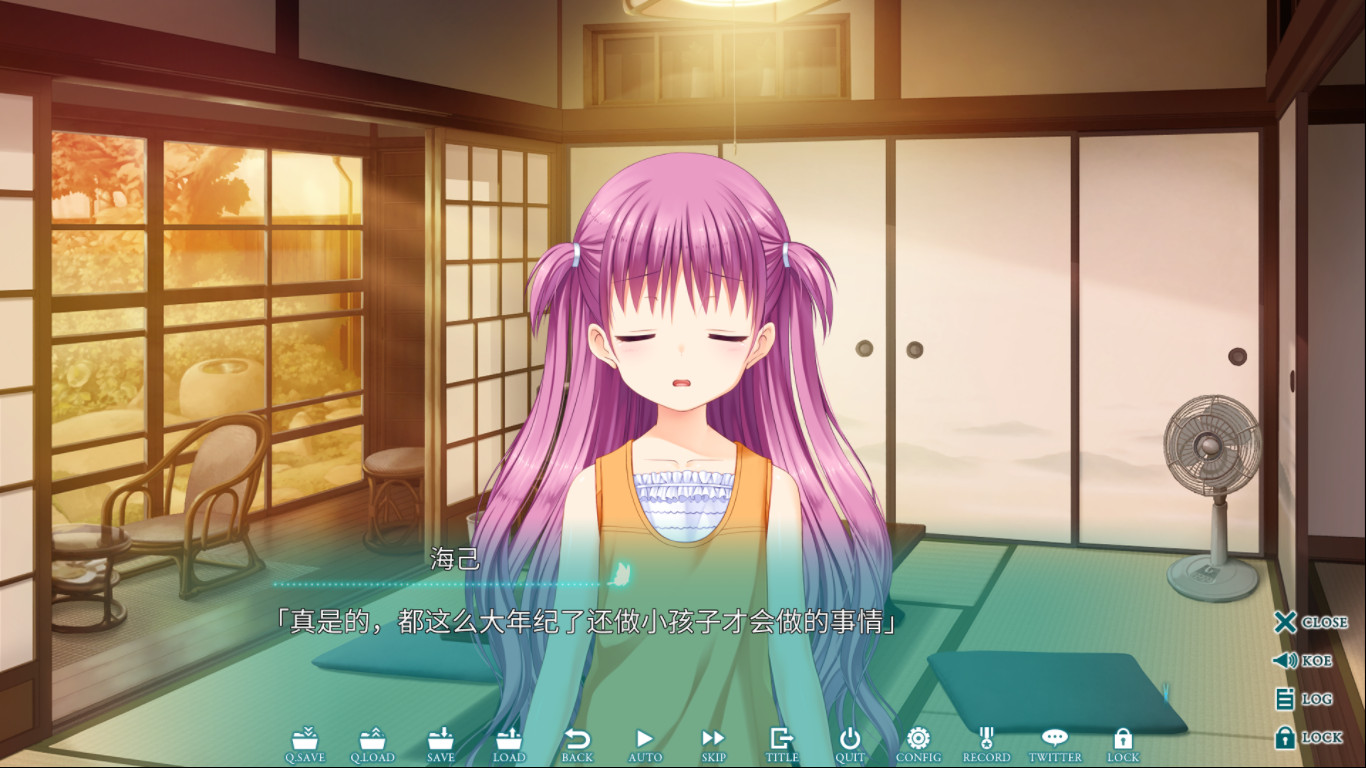 海己
「真是的，都这么大年纪了还做小孩子才会做的事情」
CLOSE
KOE
LOG
LOCK
Q.SAVE Q.LOAD SAVE LOAD BACK AUTO SKIP TITLE QUIT CONFIG RECORD TWITTER LOCK